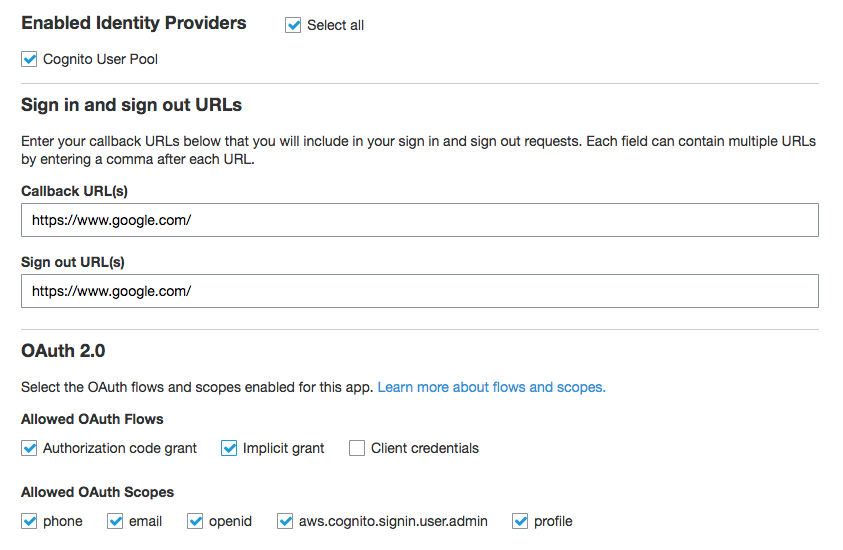 Enabled Identity Providers Select all
Cognito User Pool
Sign in and sign out URLs
Enter your callback URLs below that you will include in your sign in and sign out requests. Each field can contain multiple URLs
by entering a comma after each URL.
Callback URL(s)
https://www.google.com/
Sign out URL(s)
https://www.google.com/
OAuth 2.0
Select the OAuth flows and scopes enabled for this app. Learn more about flows and scopes.
Allowed OAuth Flows
Authorization code grant Implicit grant Client credentials
Allowed OAuth Scopes
phone email openid aws.cognito.signin.user.admin profile